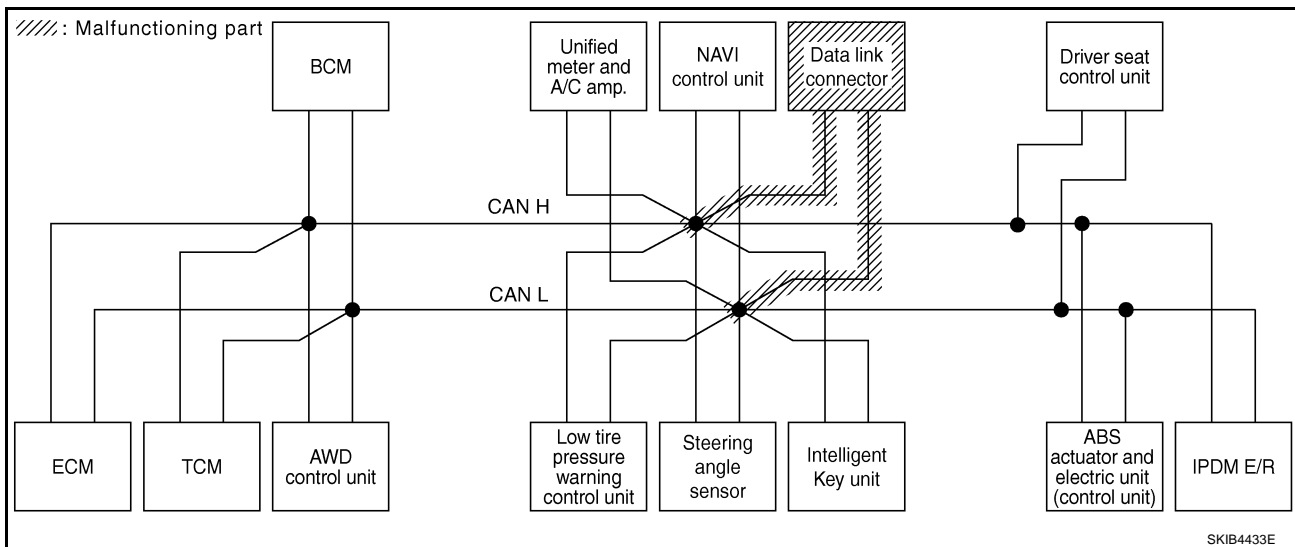 : Malfunctioning part
BCM
Unified
meter and
A/C amp.
NAVI
control unit
Data link
connector
Driver seat
control unit
CAN H
CAN L
ECM
TCM
AWD
control unit
Low tire
pressure
warning
control unit
Steering
angle
sensor
Intelligent
Key unit
ABS
actuator and
electric unit
(control unit)
IPDM E/R
SKIB4433E